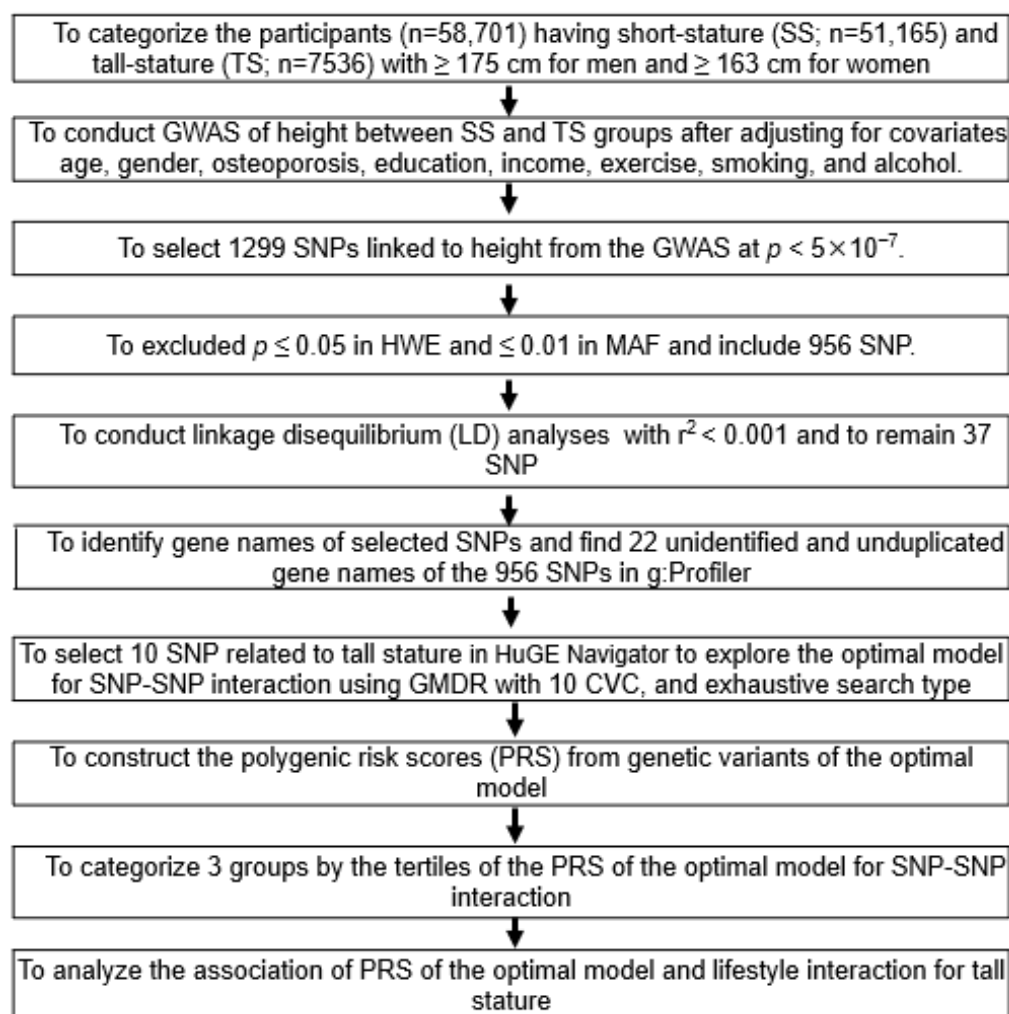 To categorize the participants (n=58,701) having short-stature (SS; n=51,165) and
tall-stature (TS; n=7536) with ≥ 175 cm for men and ≥ 163 cm for women
To conduct GWAS of height between SS and TS groups after adjusting for covariates
age, gender, osteoporosis, education, income, exercise, smoking, and alcohol.
To select 1299 SNPs linked to height from the GWAS at p < 5×10⁻⁷.
To excluded p ≤ 0.05 in HWE and ≤ 0.01 in MAF and include 956 SNP.
To conduct linkage disequilibrium (LD) analyses with r² < 0.001 and to remain 37
SNP
To identify gene names of selected SNPs and find 22 unidentified and unduplicated
gene names of the 956 SNPs in g:Profiler
To select 10 SNP related to tall stature in HuGE Navigator to explore the optimal model
for SNP-SNP interaction using GMDR with 10 CVC, and exhaustive search type
To construct the polygenic risk scores (PRS) from genetic variants of the optimal
model
To categorize 3 groups by the tertiles of the PRS of the optimal model for SNP-SNP
interaction
To analyze the association of PRS of the optimal model and lifestyle interaction for tall
stature